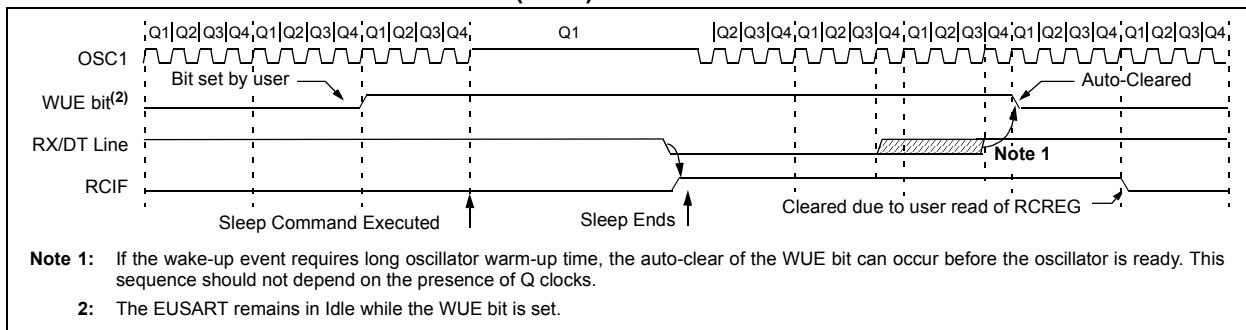 Q1 Q2 Q3 Q4 Q1 Q2 Q3 Q4 Q1 Q2 Q3 Q4 Q1 Q2 Q3 Q4 Q1 Q2 Q3 Q4 Q1 Q2 Q3 Q4 Q1 Q2 Q3 Q4 Q1 Q2 Q3 Q4
OSC1
Bit set by user
Auto-Cleared
WUE bit(2)
RX/DT Line
Note 1
RCIF
Cleared due to user read of RCREG
Sleep Command Executed
Sleep Ends
Note 1: If the wake-up event requires long oscillator warm-up time, the auto-clear of the WUE bit can occur before the oscillator is ready. This
sequence should not depend on the presence of Q clocks.
2: The EUSART remains in Idle while the WUE bit is set.